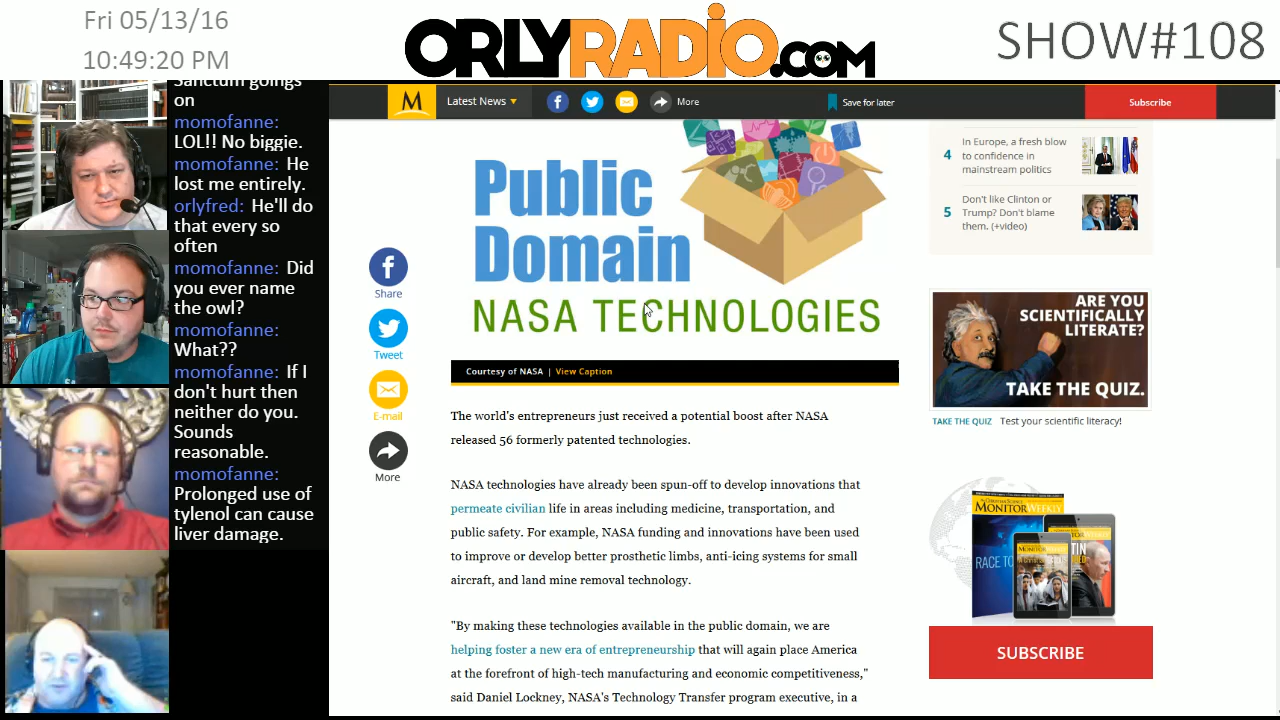 Fri 05/13/16
10:49:20 PM
ORLYRADIO.COM
SHOW#108
Sanctum goings
on
momofanne: 
LOL!! No biggie.
momofanne: He
lost me entirely.
orlyfred: He'll do
that every so
often
momofanne: Did
you ever name
the owl?
momofanne:
What??
momofanne: If I
don't hurt then
neither do you.
Sounds
reasonable.
momofanne:
Prolonged use of
tylenol can cause
liver damage.
M
Latest News
More
Save for later
Subscribe
Public
Domain
NASA TECHNOLOGIES
Share
Tweet
E-mail
More
Courtesy of NASA | View Caption
The world's entrepreneurs just received a potential boost after NASA
released 56 formerly patented technologies.
NASA technologies have already been spun-off to develop innovations that
permeate civilian life in areas including medicine, transportation, and
public safety. For example, NASA funding and innovations have been used
to improve or develop better prosthetic limbs, anti-icing systems for small
aircraft, and land mine removal technology.
"By making these technologies available in the public domain, we are
helping foster a new era of entrepreneurship that will again place America
at the forefront of high-tech manufacturing and economic competitiveness,"
said Daniel Lockney, NASA's Technology Transfer program executive, in a
4
In Europe, a fresh blow
to confidence in
mainstream politics
5
Don't like Clinton or
Trump? Don't blame
them. (+video)
ARE YOU
SCIENTIFICALLY
LITERATE?
TAKE THE QUIZ.
TAKE THE QUIZ Test your scientific literacy!
MONITOR WEEKLY
RACE TO
SUBSCRIBE